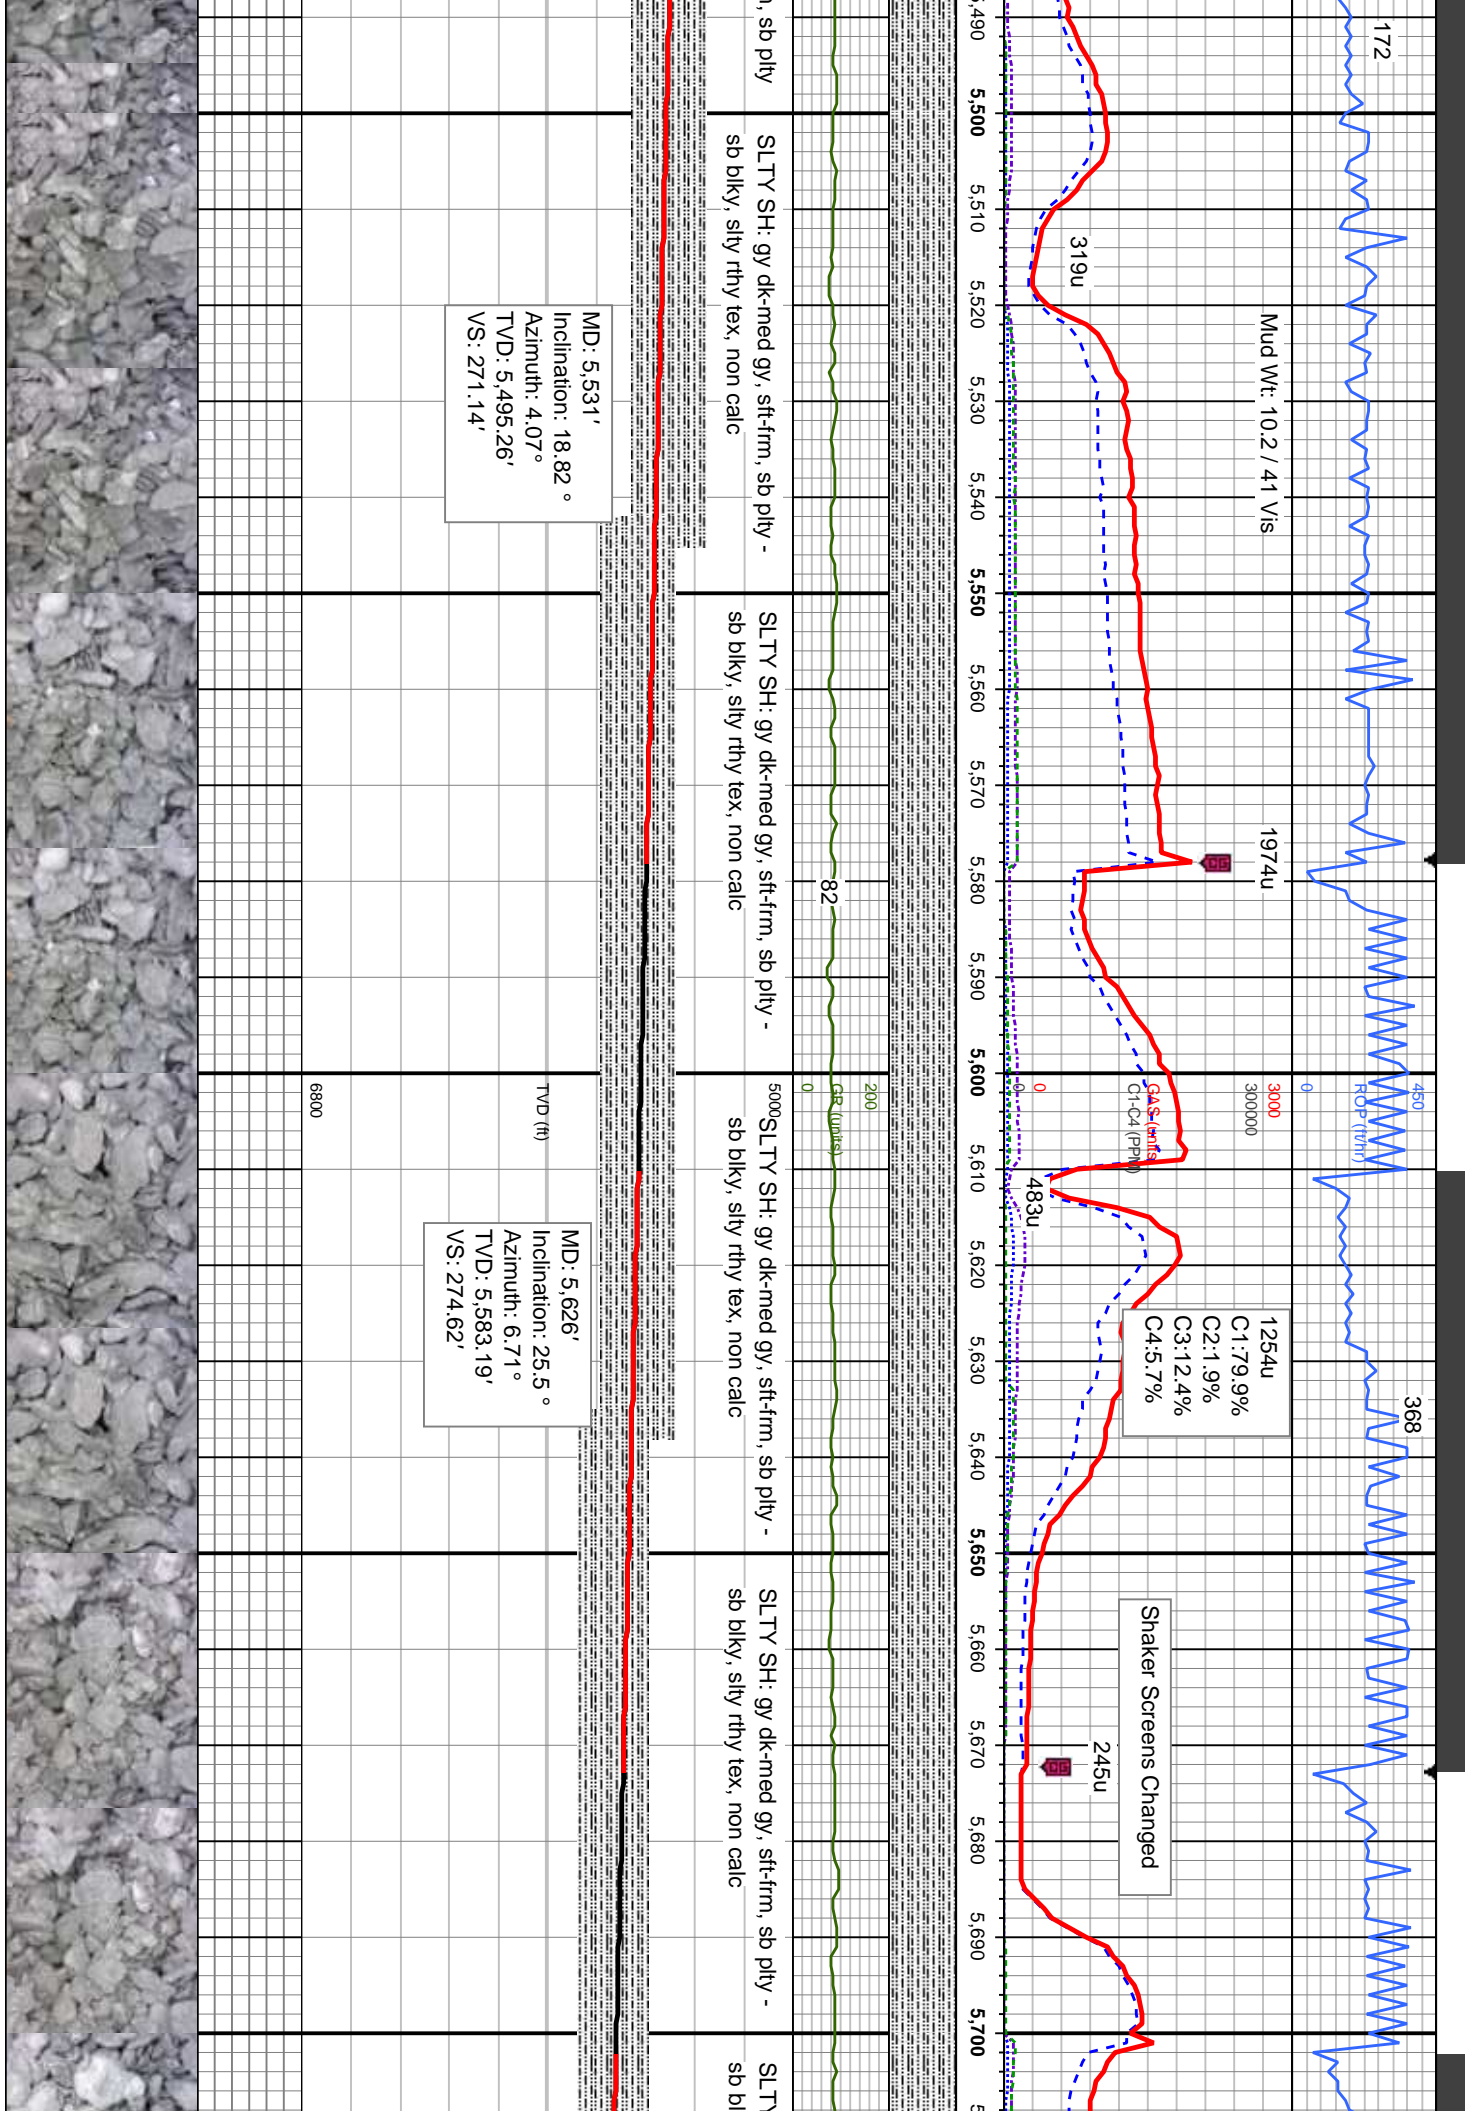 172
368
450
ROP (ft/hr)
0
Mud Wt: 10.2 / 41 Vis
319u
1974u
CG
3000
300000
GAS (units)
C1-C4 (PPM)
0
0
483u
1254u
C1:79.9%
C2:1.9%
C3:12.4%
C4:5.7%
Shaker Screens Changed
245u
CG
5,490
5,500
5,510
5,520
5,530
5,540
5,550
5,560
5,570
5,580
5,590
5,600
5,610
5,620
5,630
5,640
5,650
5,660
5,670
5,680
5,690
5,700
82
200
GR (units)
0
, sb plty
SLTY SH: gy dk-med gy, sft-frm, sb plty -
sb blky, slty rthy tex, non calc
SLTY SH: gy dk-med gy, sft-frm, sb plty -
sb blky, slty rthy tex, non calc
SLTY SH: gy dk-med gy, sft-frm, sb plty -
sb blky, slty rthy tex, non calc
SLTY SH: gy dk-med gy, sft-frm, sb plty -
sb blky, slty rthy tex, non calc
SLTY
sb bl
5000
TVD (ft)
6800
MD: 5,531'
Inclination: 18.82 °
Azimuth: 4.07°
TVD: 5,495.26'
VS: 271.14'
MD: 5,626'
Inclination: 25.5 °
Azimuth: 6.71°
TVD: 5,583.19'
VS: 274.62'